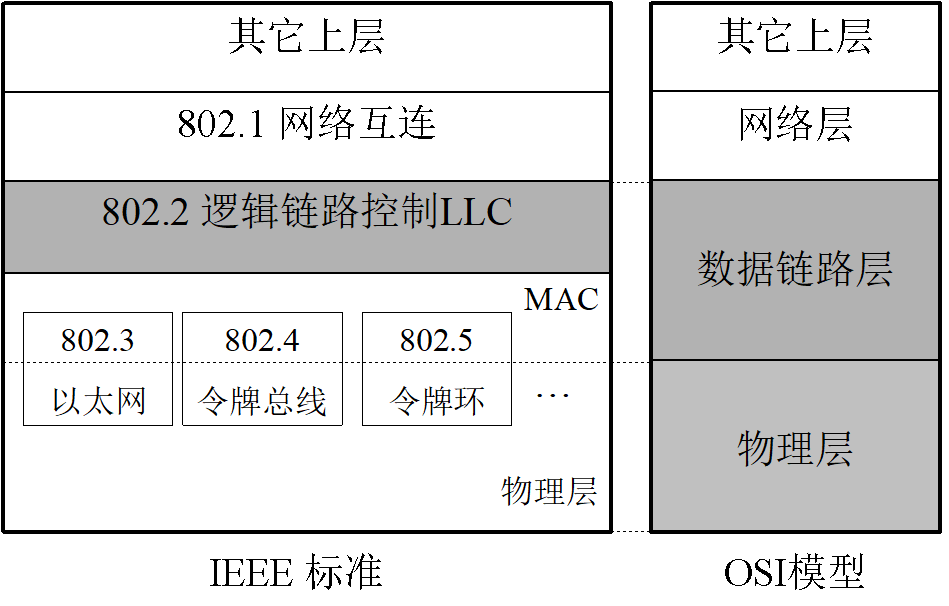 其它上层
802.1 网络互连
802.2 逻辑链路控制LLC
MAC
802.3
802.4
802.5
以太网
令牌总线
令牌环
…
物理层
IEEE 标准
其它上层
网络层
数据链路层
物理层
OSI模型